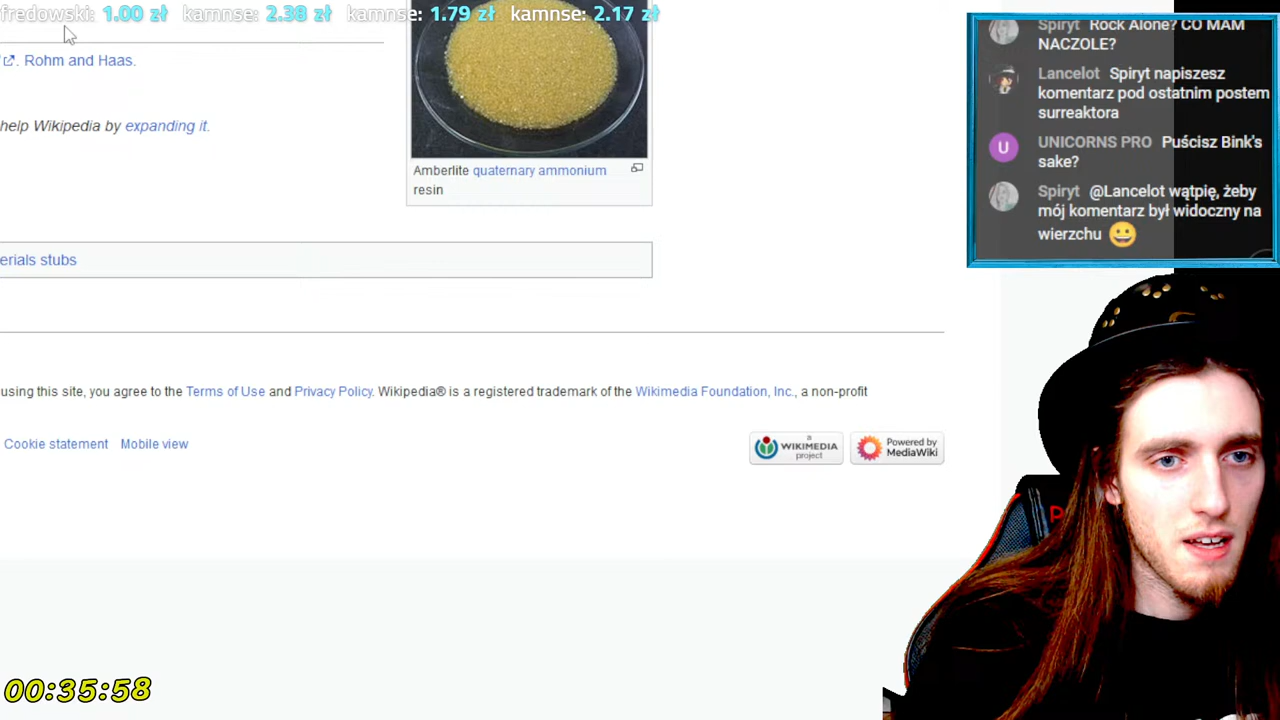 fredowski: 1.00 zł kamnse: 2.38 zł kamnse: 1.79 zł kamnse: 2.17 zł
. Rohm and Haas.
help Wikipedia by expanding it.
Amberlite quaternary ammonium
resin
erials stubs
using this site, you agree to the Terms of Use and Privacy Policy. Wikipedia® is a registered trademark of the Wikimedia Foundation, Inc., a non-profit
Cookie statement Mobile view
a
WIKIMEDIA
project
Powered by
MediaWiki
Spiryt Rock Alone? CO MAM
NACZOLE?
Lancelot Spiryt napiszesz
komentarz pod ostatnim postem
surreaktora
U UNICORNS PRO Puścisz Bink's
sake?
Spiryt @Lancelot wątpię, żeby
mój komentarz był widoczny na
wierzchu 😀
00:35:58